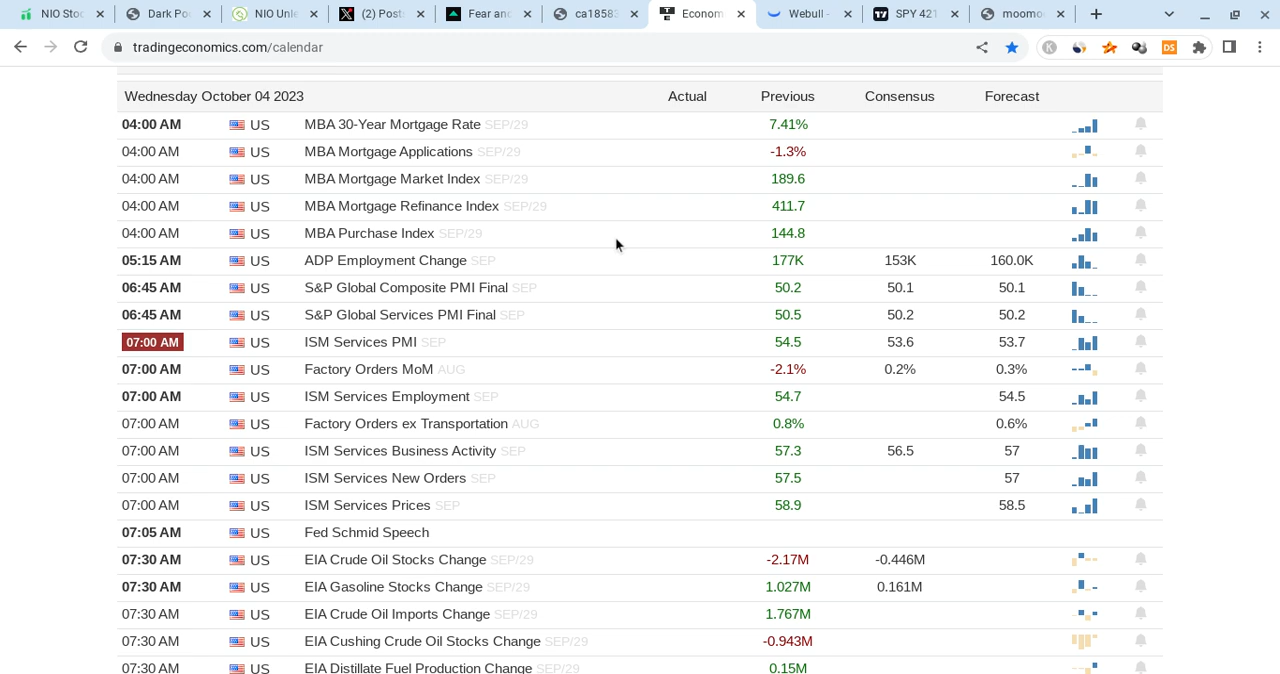 NIO Stoc
Dark Po
NIO Unle
(2) Post
Fear an
ca1858
Econom
Webull -
SPY 421
moomo
tradingeconomics.com/calendar
K
DS
Wednesday October 04 2023 Actual Previous Consensus Forecast
04:00 AM US MBA 30-Year Mortgage Rate SEP/29 7.41%
04:00 AM US MBA Mortgage Applications SEP/29 -1.3%
04:00 AM US MBA Mortgage Market Index SEP/29 189.6
04:00 AM US MBA Mortgage Refinance Index SEP/29 411.7
04:00 AM US MBA Purchase Index SEP/29 144.8
05:15 AM US ADP Employment Change SEP 177K 153K 160.0K
06:45 AM US S&P Global Composite PMI Final SEP 50.2 50.1 50.1
06:45 AM US S&P Global Services PMI Final SEP 50.5 50.2 50.2
07:00 AM US ISM Services PMI SEP 54.5 53.6 53.7
07:00 AM US Factory Orders MoM AUG -2.1% 0.2% 0.3%
07:00 AM US ISM Services Employment SEP 54.7 54.5
07:00 AM US Factory Orders ex Transportation AUG 0.8% 0.6%
07:00 AM US ISM Services Business Activity SEP 57.3 56.5 57
07:00 AM US ISM Services New Orders SEP 57.5 57
07:00 AM US ISM Services Prices SEP 58.9 58.5
07:05 AM US Fed Schmid Speech
07:30 AM US EIA Crude Oil Stocks Change SEP/29 -2.17M -0.446M
07:30 AM US EIA Gasoline Stocks Change SEP/29 1.027M 0.161M
07:30 AM US EIA Crude Oil Imports Change SEP/29 1.767M
07:30 AM US EIA Cushing Crude Oil Stocks Change SEP/29 -0.943M
07:30 AM US EIA Distillate Fuel Production Change SEP/29 0.15M